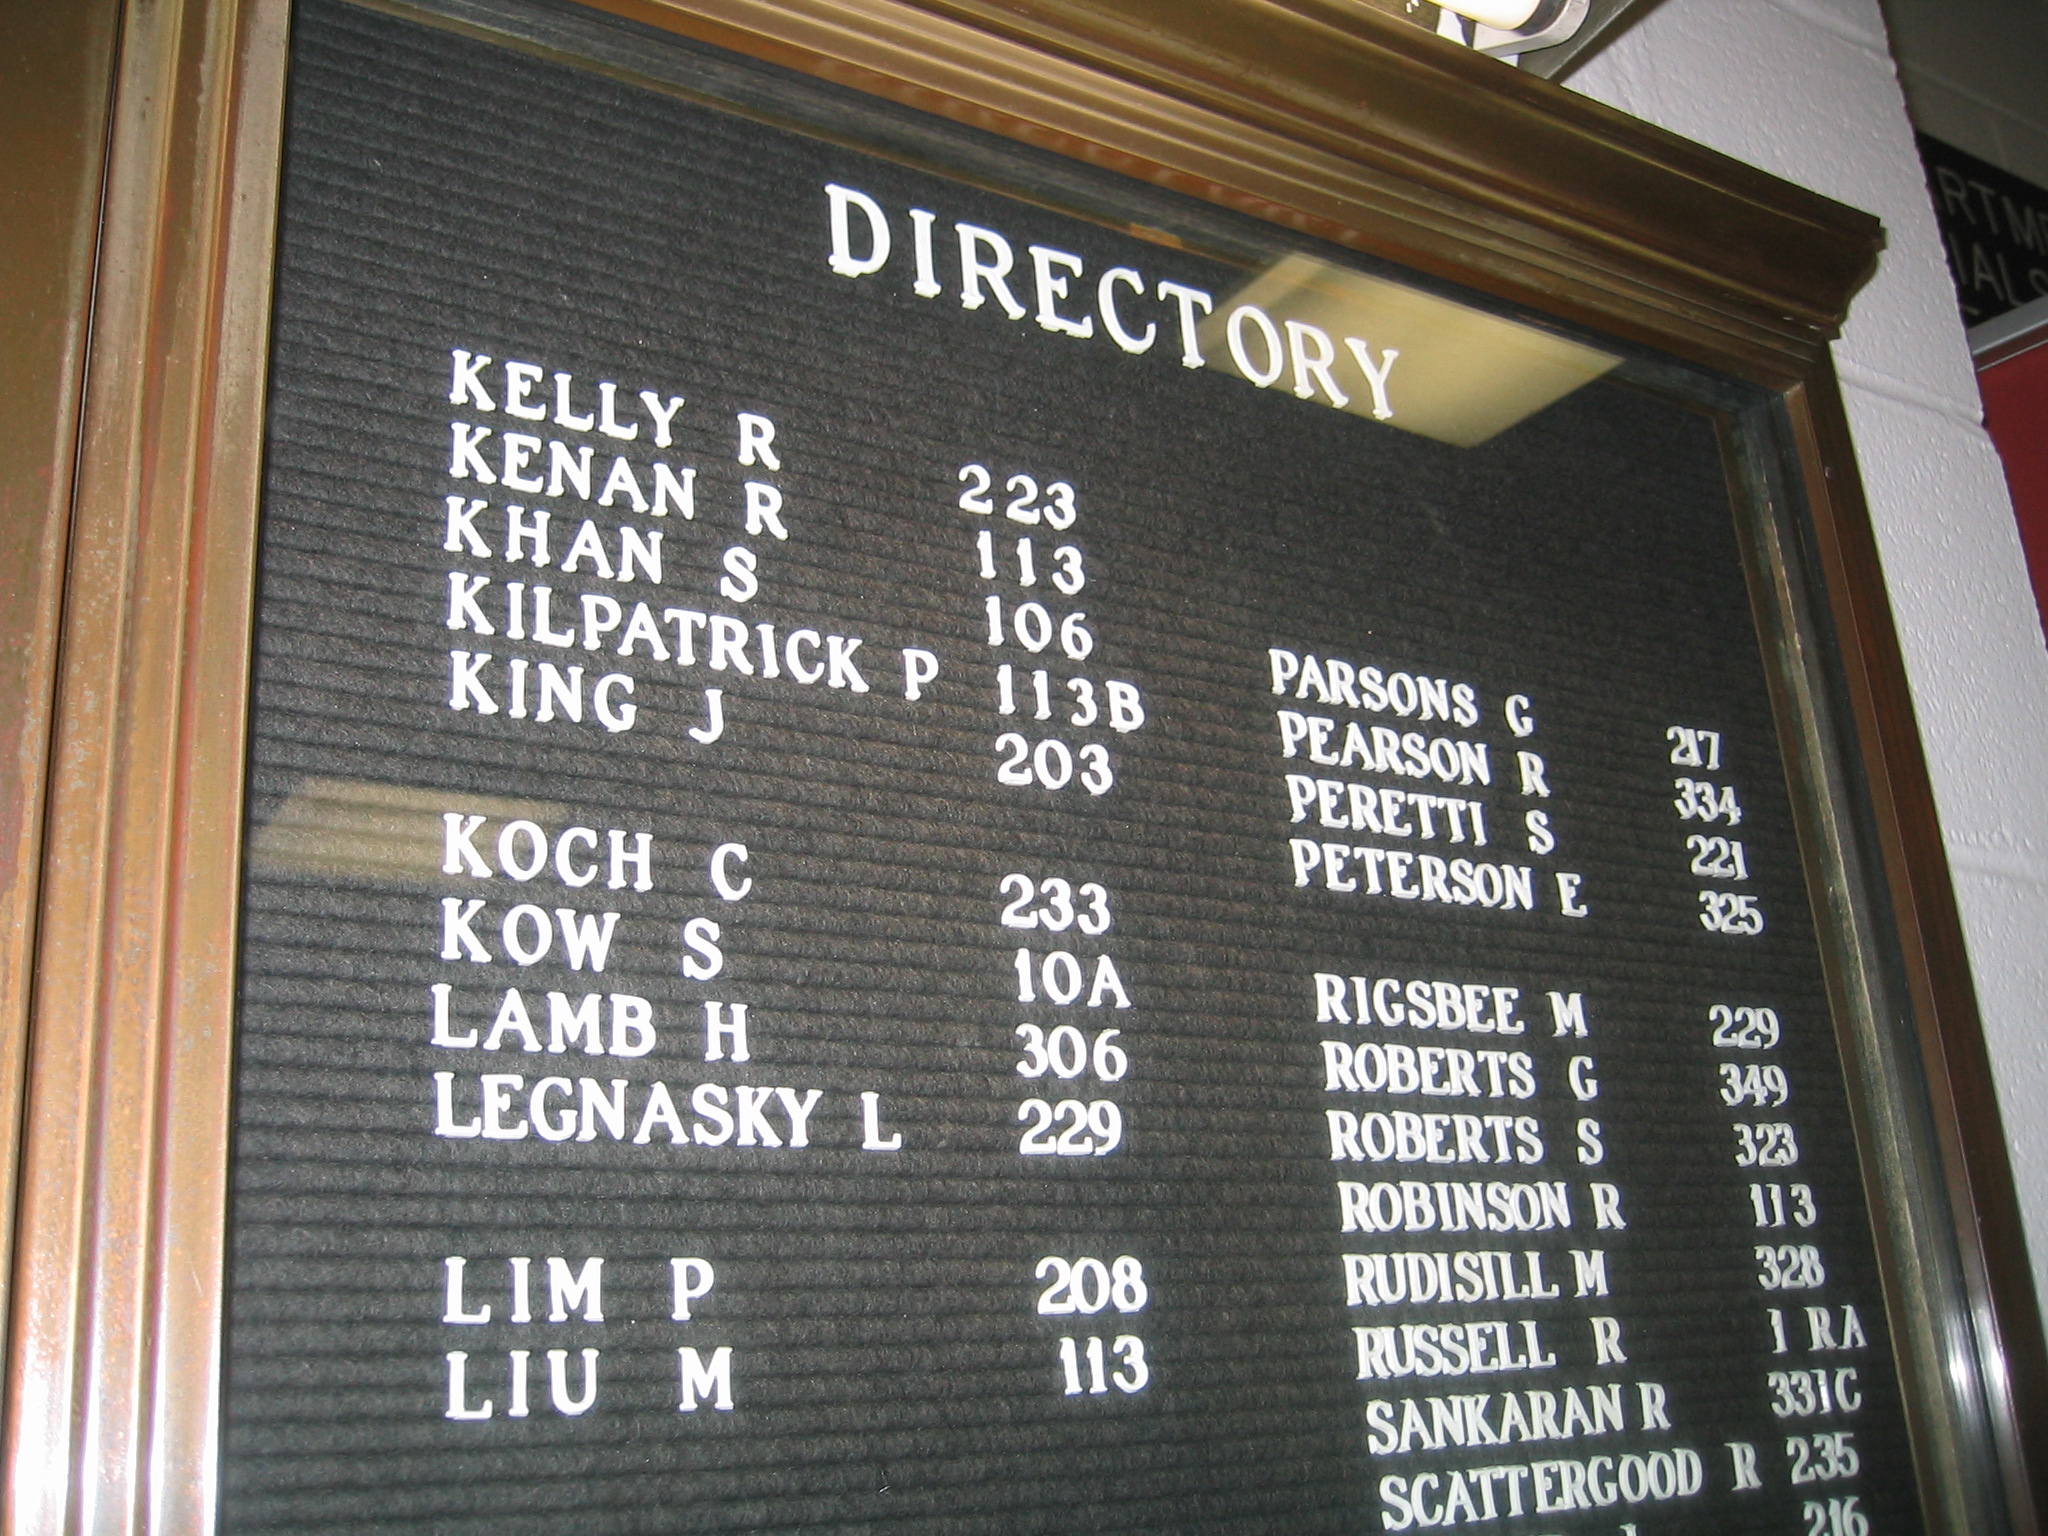 DIRECTORY
KELLY R 223
KENAN R 113
KHAN S 106
KILPATRICK P 113B
KING J 203
KOCH C 233
KOW S 10A
LAMB H 306
LEGNASKY L 229
LIM P 208
LIU M 113
PARSONS G 217
PEARSON R 334
PERETTI S 221
PETERSON E 325
RIGSBEE M 229
ROBERTS G 349
ROBERTS S 323
ROBINSON R 113
RUDISILL M 328
RUSSELL R 1 RA
SANKARAN R 331C
SCATTERGOOD R 235
216